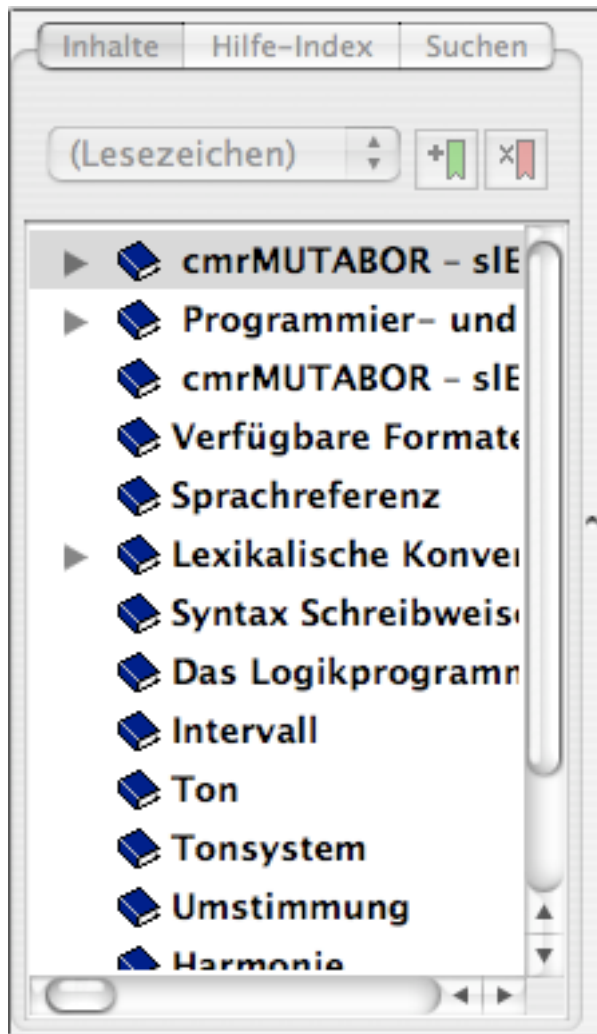 Inhalte Hilfe-Index Suchen
(Lesezeichen)
cmrMUTABOR - slE
Programmier- und
cmrMUTABOR - slE
Verfügbare Formate
Sprachreferenz
Lexikalische Konve
Syntax Schreibweis
Das Logikprogramm
Intervall
Ton
Tonsystem
Umstimmung
Harmonie